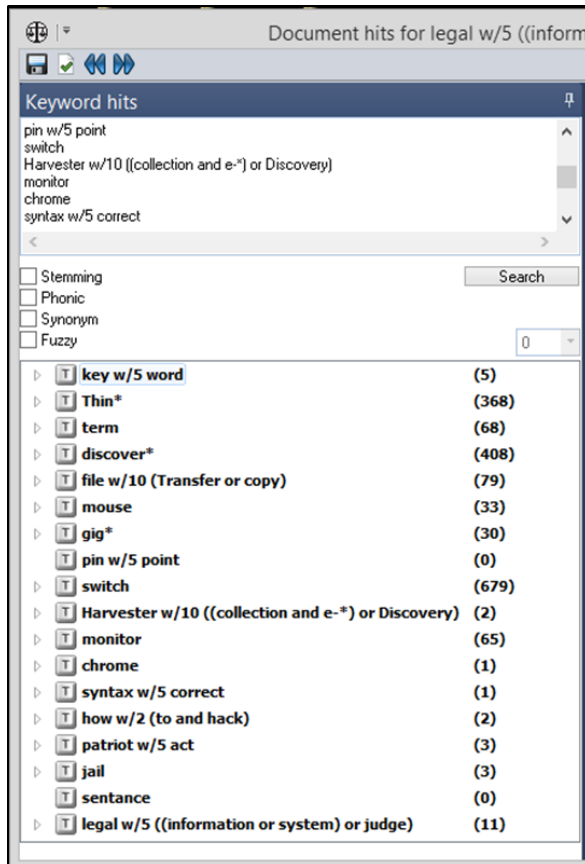 Document hits for legal w/5 ((inform
Keyword hits
pin w/5 point
switch
Harvester w/10 ((collection and e-*) or Discovery)
monitor
chrome
syntax w/5 correct
Stemming
Search
Phonic
Synonym
Fuzzy
0
T key w/5 word (5)
T Thin* (368)
T term (68)
T discover* (408)
T file w/10 (Transfer or copy) (79)
T mouse (33)
T gig* (30)
T pin w/5 point (0)
T switch (679)
T Harvester w/10 ((collection and e-*) or Discovery) (2)
T monitor (65)
T chrome (1)
T syntax w/5 correct (1)
T how w/2 (to and hack) (2)
T patriot w/5 act (3)
T jail (3)
T sentance (0)
T legal w/5 ((information or system) or judge) (11)